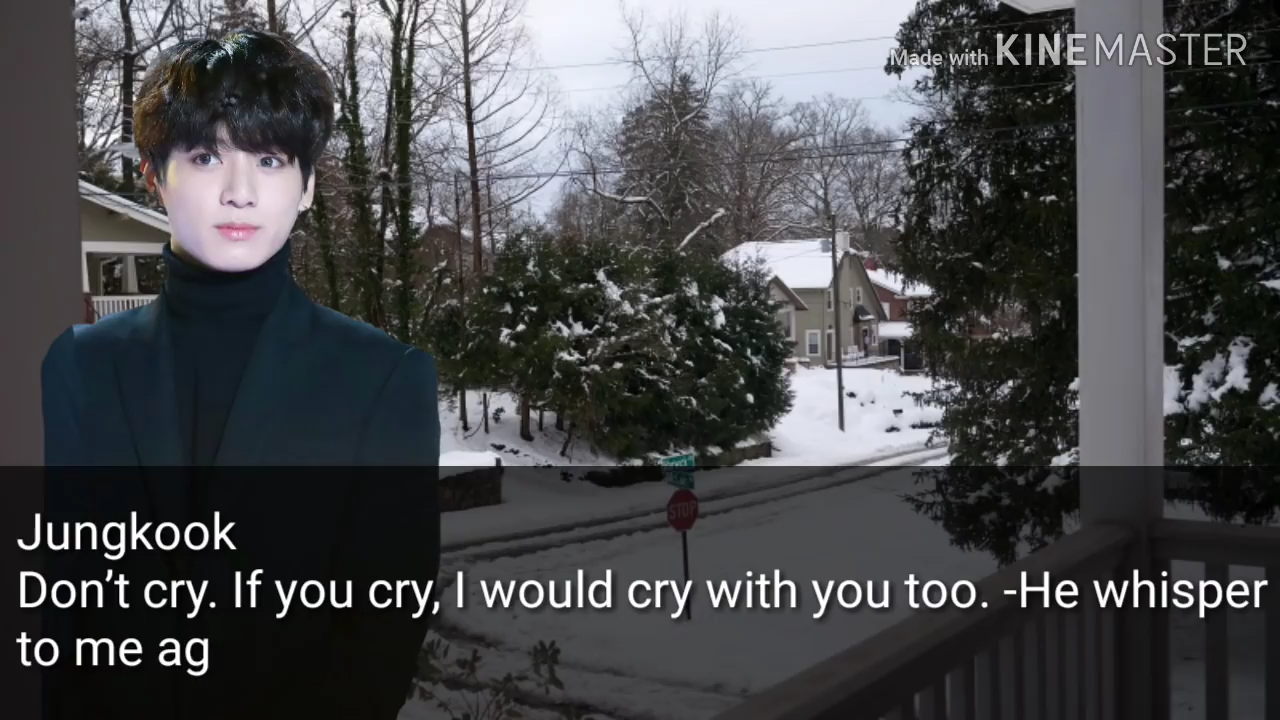 Made with KINEMASTER
Jungkook
Don’t cry. If you cry, I would cry with you too. -He whisper
to me ag
STOP